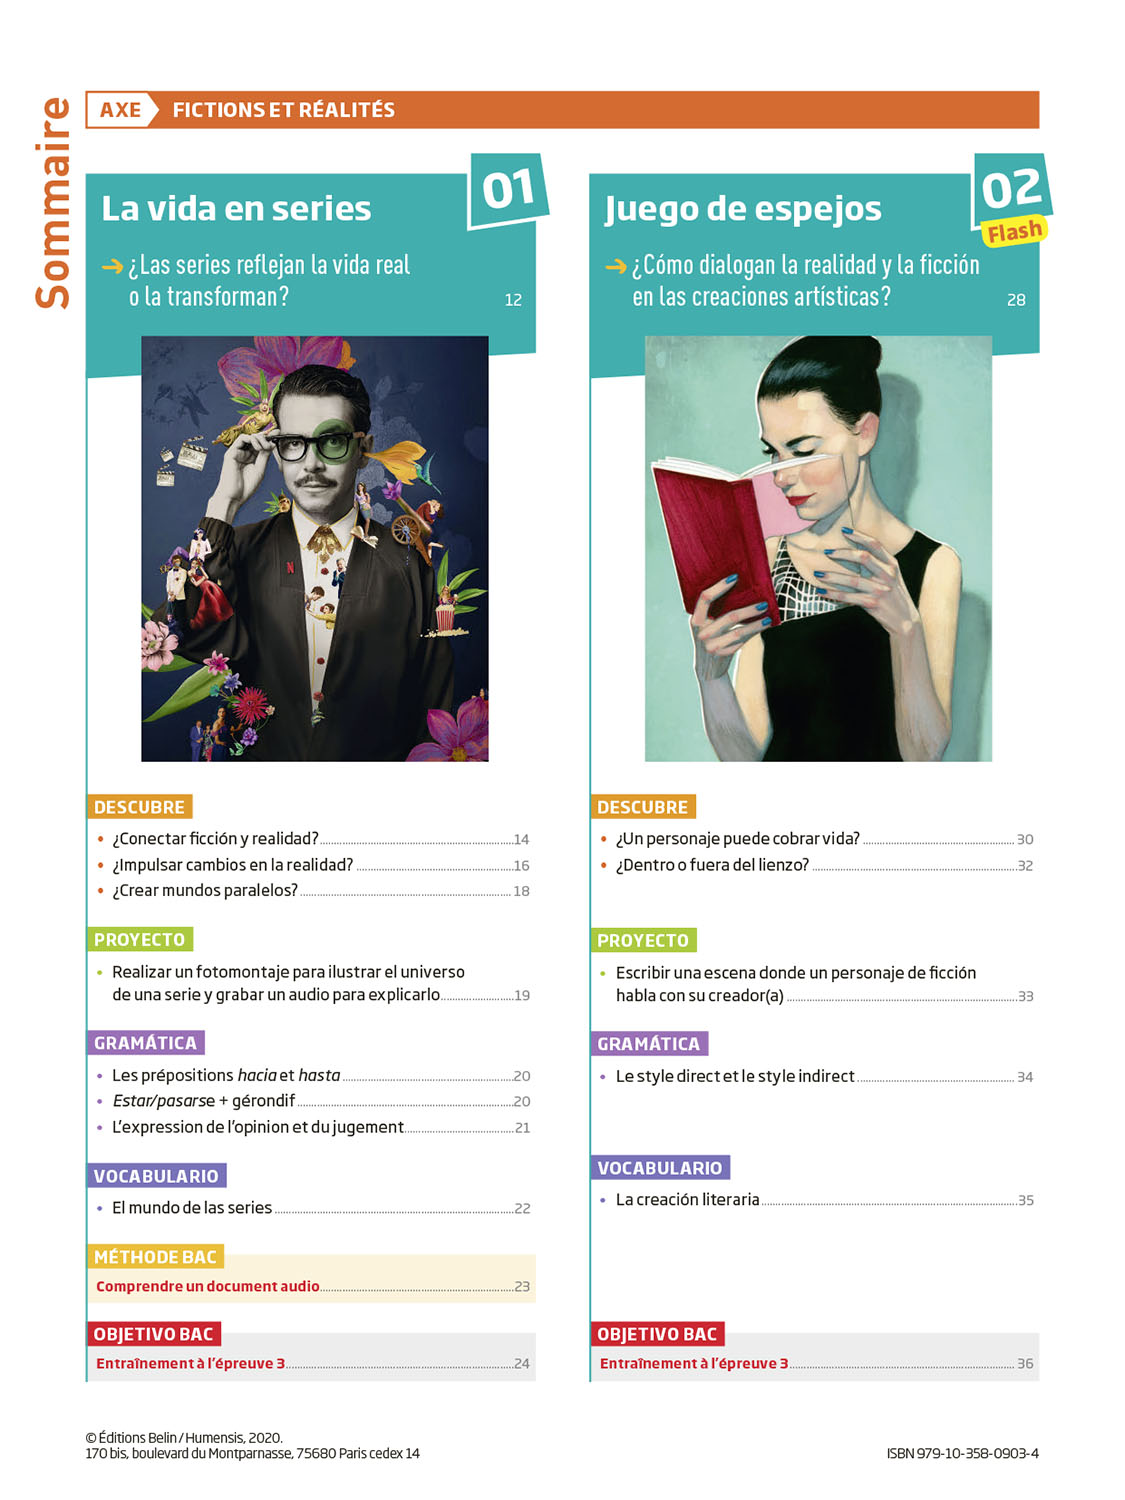 Sommaire
AXE FICTIONS ET RÉALITÉS
01
La vida en series
➔ ¿Las series reflejan la vida real
o la transforman? 12
N
DESCUBRE
• ¿Conectar ficción y realidad? 14
• ¿Impulsar cambios en la realidad? 16
• ¿Crear mundos paralelos? 18
PROYECTO
• Realizar un fotomontaje para ilustrar el universo
de una serie y grabar un audio para explicarlo 19
GRAMÁTICA
• Les prépositions hacia et hasta 20
• Estar/pasarse + gérondif 20
• L'expression de l'opinion et du jugement 21
VOCABULARIO
• El mundo de las series 22
MÉTHODE BAC
Comprendre un document audio 23
OBJETIVO BAC
Entraînement à l'épreuve 3 24
02
Flash
Juego de espejos
➔ ¿Cómo dialogan la realidad y la ficción
en las creaciones artísticas? 28
DESCUBRE
• ¿Un personaje puede cobrar vida? 30
• ¿Dentro o fuera del lienzo? 32
PROYECTO
• Escribir una escena donde un personaje de ficción
habla con su creador(a) 33
GRAMÁTICA
• Le style direct et le style indirect 34
VOCABULARIO
• La creación literaria 35
OBJETIVO BAC
Entraînement à l'épreuve 3 36
© Éditions Belin / Humensis, 2020.
170 bis, boulevard du Montparnasse, 75680 Paris cedex 14
ISBN 979-10-358-0903-4